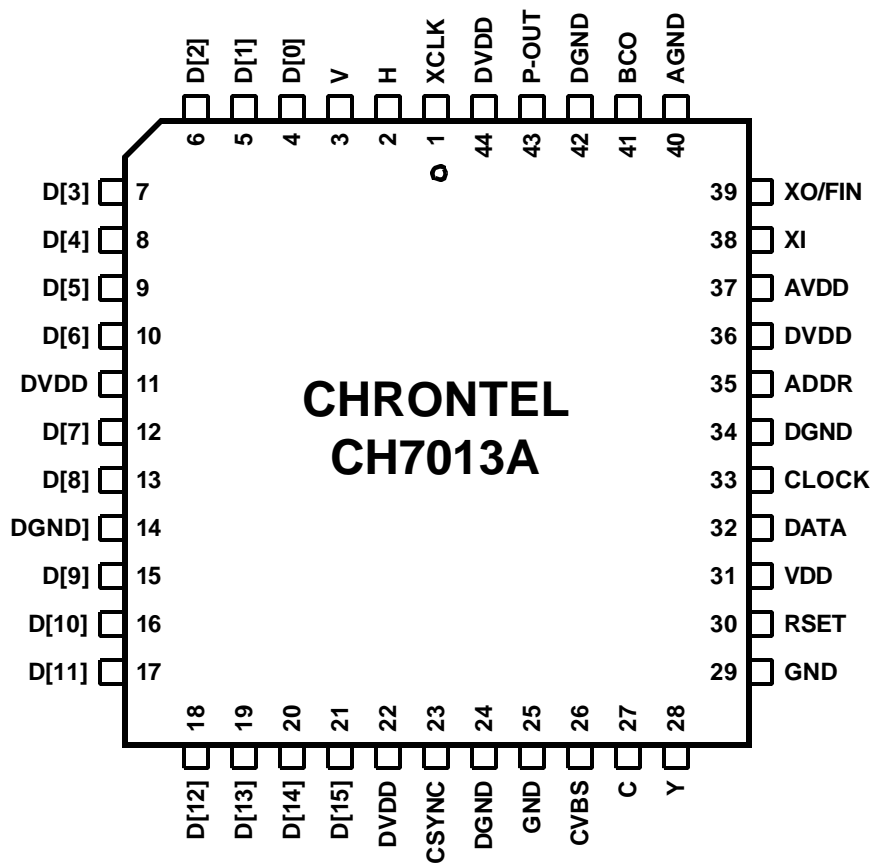 D[2] D[1] D[0] V H XCLK DVDD P-OUT DGND BCO AGND
6 5 4 3 2 1 44 43 42 41 40
D[3] 7 39 XO/FIN
D[4] 8 38 XI
D[5] 9 37 AVDD
D[6] 10 36 DVDD
DVDD 11 35 ADDR
CHRONTEL
D[7] 12 34 DGND
CH7013A
D[8] 13 33 CLOCK
DGND] 14 32 DATA
D[9] 15 31 VDD
D[10] 16 30 RSET
D[11] 17 29 GND
18 19 20 21 22 23 24 25 26 27 28
D[12] D[13] D[14] D[15] DVDD CSYNC DGND GND CVBS C Y